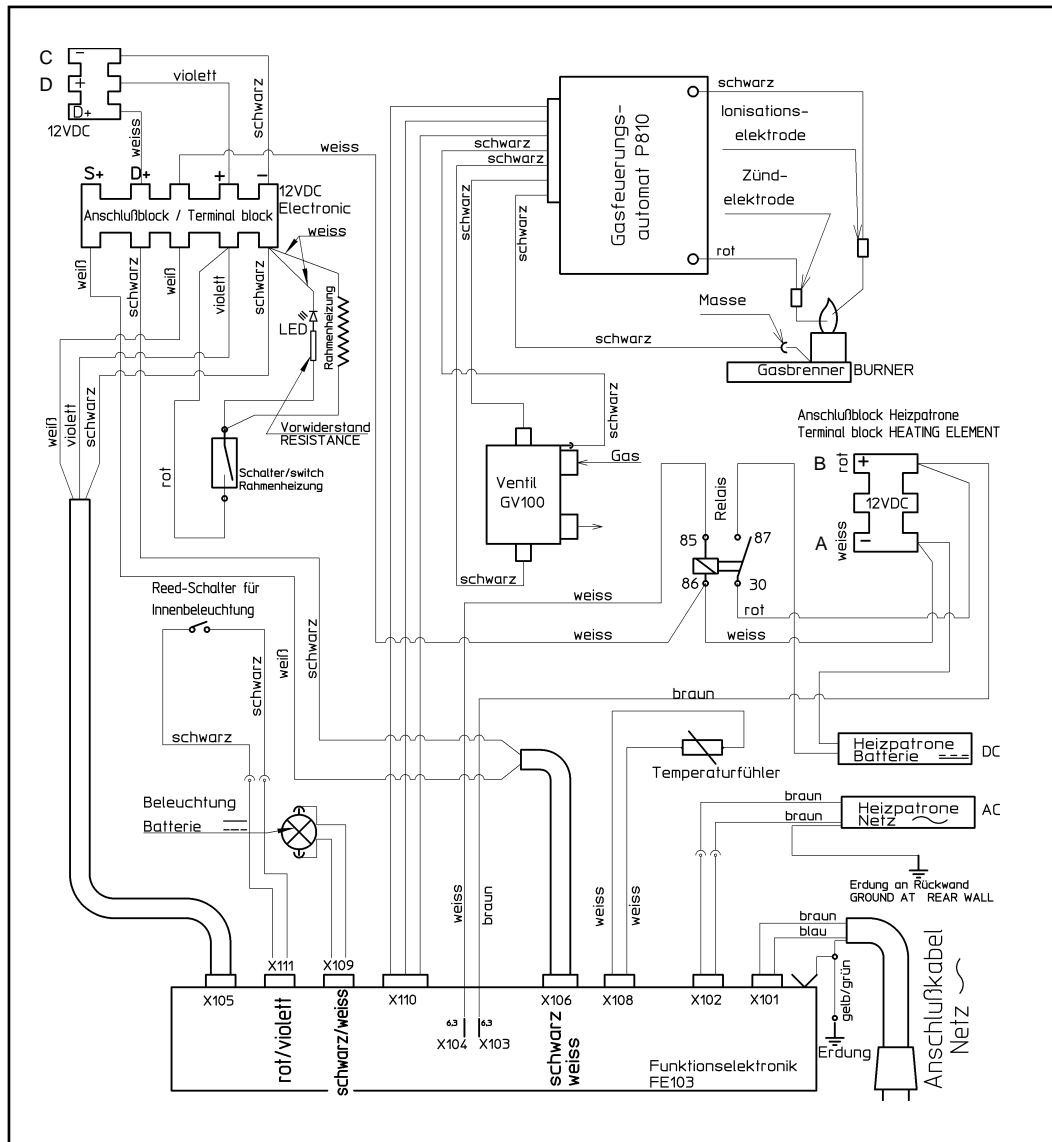 C
−
D
+
D+
12VDC
violett
schwarz
weiss
weiss
S+
D+
+
−
12VDC
Electronic
Anschlußblock / Terminal block
weiss
weiß
schwarz
weiß
violett
schwarz
LED
Rahmenheizung
Vorwiderstand
RESISTANCE
Schalter/switch
Rahmenheizung
rot
weiß
violett
schwarz
Gasfeuerungs-
automat P810
schwarz
schwarz
schwarz
schwarz
schwarz
Ionisations-
elektrode
Zünd-
elektrode
rot
Masse
schwarz
Gasbrenner
BURNER
schwarz
Gas
Ventil
GV100
schwarz
Anschlußblock Heizpatrone
Terminal block HEATING ELEMENT
B
rot
+
12VDC
A
weiss
−
Relais
85
87
86
30
weiss
rot
weiss
weiss
braun
Reed-Schalter für
Innenbeleuchtung
schwarz
schwarz
weiß
schwarz
Beleuchtung
Batterie
Temperaturfühler
Heizpatrone
Batterie
DC
braun
braun
Heizpatrone
Netz
AC
Erdung an Rückwand
GROUND AT REAR WALL
weiss
braun
weiss
weiss
braun
blau
gelb/grün
Erdung
Anschlußkabel
Netz
X105
X111
rot/violett
X109
schwarz/weiss
X110
6,3
X104
6,3
X103
X106
schwarz
weiss
X108
X102
X101
Funktionselektronik
FE103